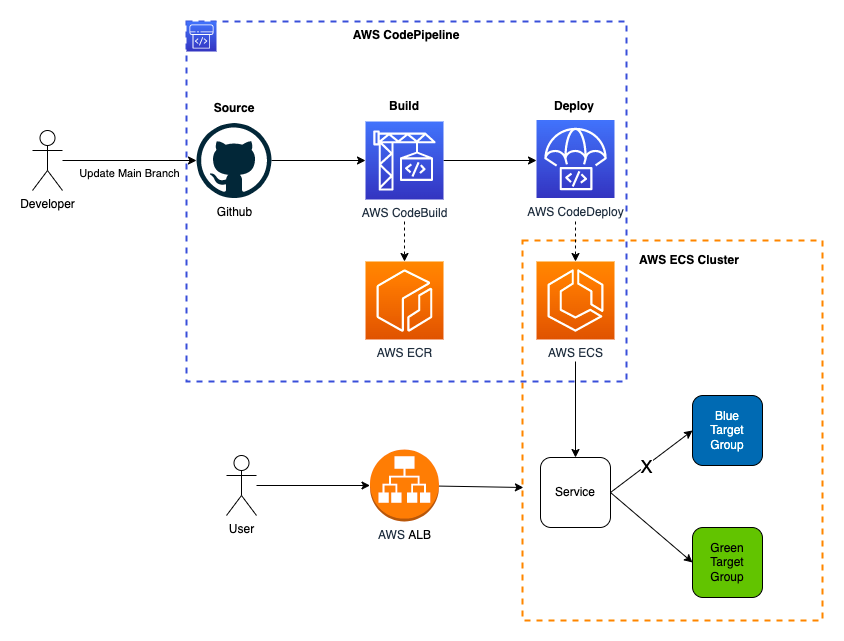 AWS CodePipeline
Source
Build
Deploy
</>
</>
</>
Update Main Branch
Developer
Github
AWS CodeBuild
AWS CodeDeploy
AWS ECS Cluster
AWS ECR
AWS ECS
Blue
Target
Group
X
Service
User
AWS ALB
Green
Target
Group